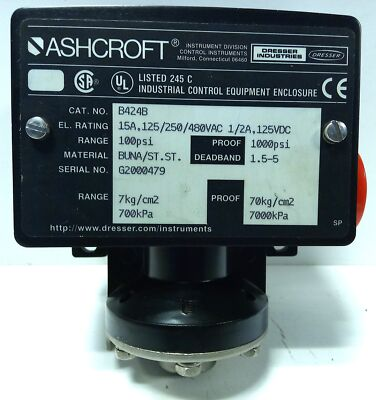 ASHCROFT®
INSTRUMENT DIVISION
CONTROL INSTRUMENTS
Milford, Connecticut 06460
DRESSER
INDUSTRIES
DRESSER
SA®
UL
LISTED 245 C
INDUSTRIAL CONTROL EQUIPMENT ENCLOSURE
CE
CAT. NO. B424B
EL. RATING 15A,125/250/480VAC 1/2A,125VDC
RANGE 100psi PROOF 1000psi
MATERIAL BUNA/ST.ST. DEADBAND 1.5-5
SERIAL NO. G2000479
RANGE 7kg/cm2 PROOF 70kg/cm2
700kPa 7000kPa
http://www.dresser.com/instruments
SP